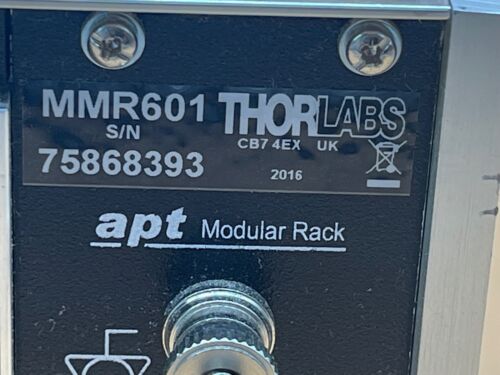 MMR601 THORLABS
S/N CB7 4EX UK
75868393 2016
apt Modular Rack